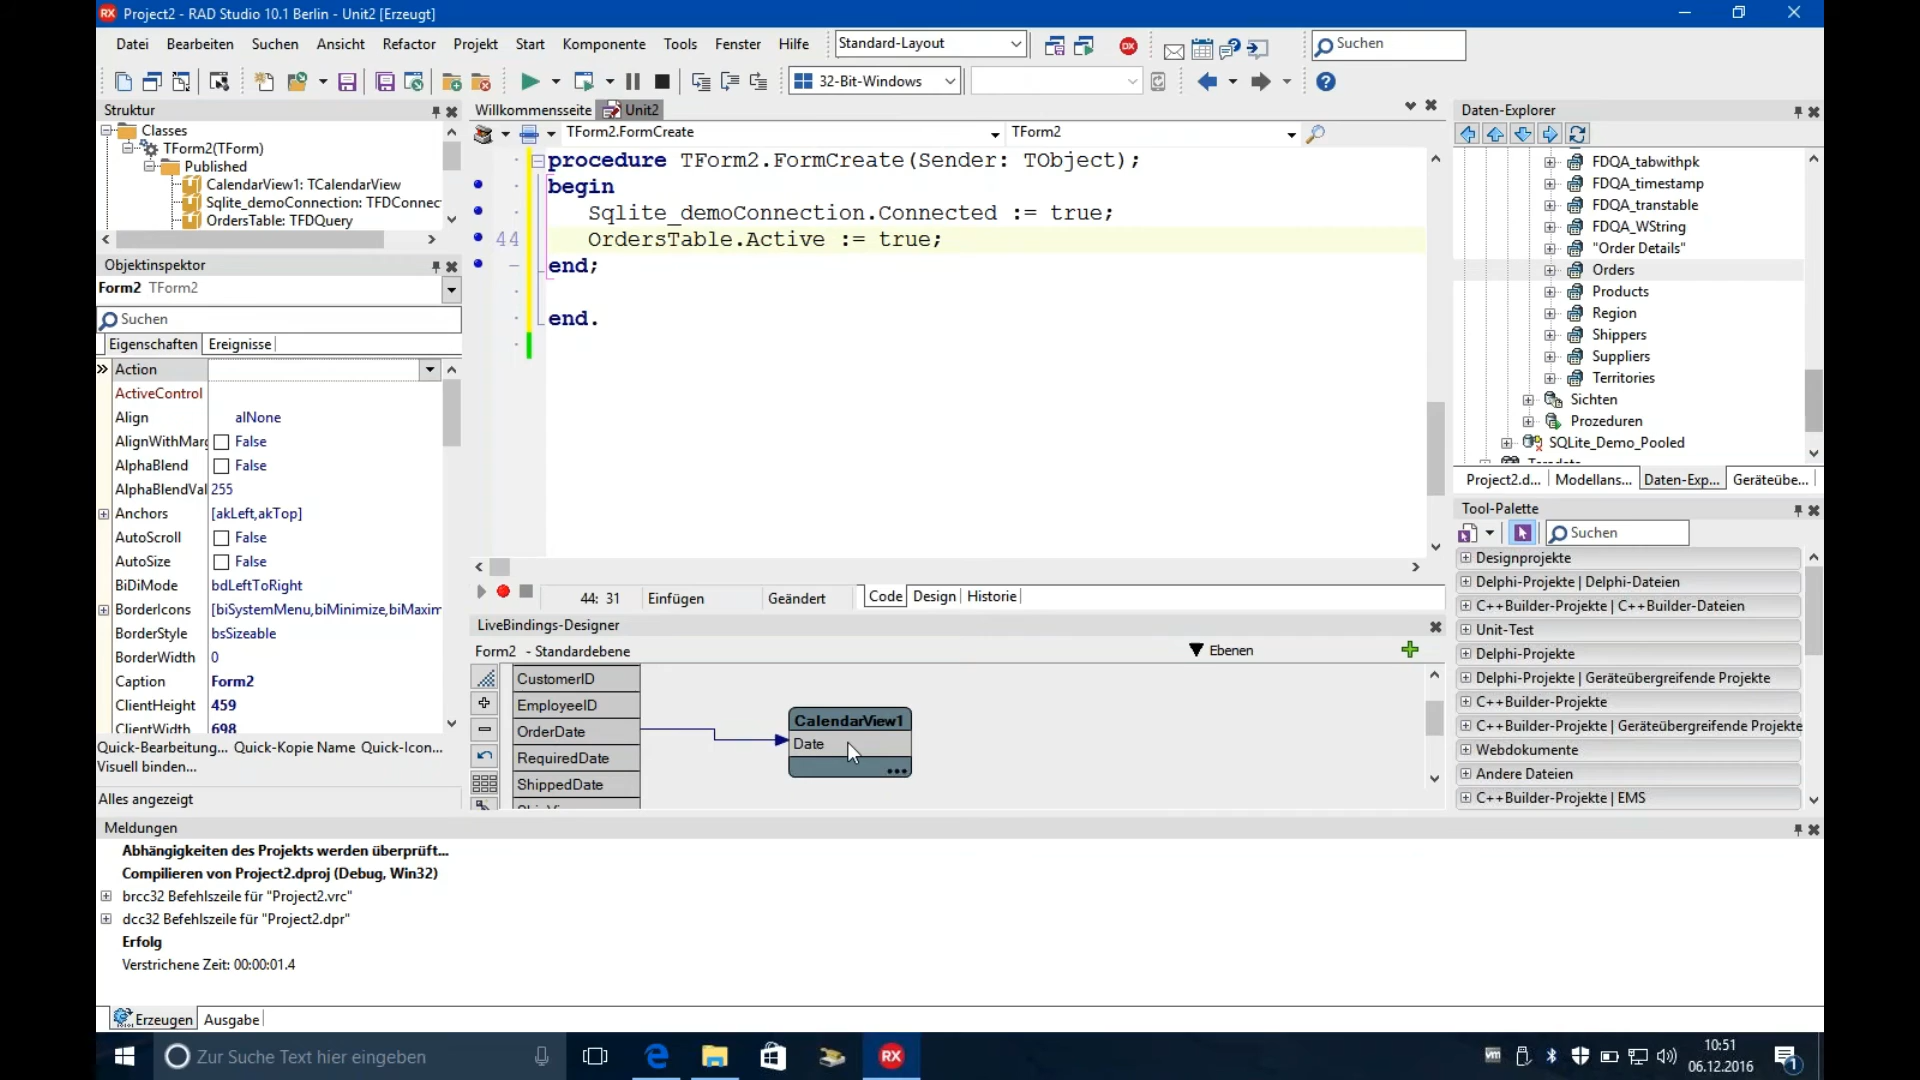 Project2 - RAD Studio 10.1 Berlin - Unit2 [Erzeugt]
Datei Bearbeiten Suchen Ansicht Refactor Projekt Start Komponente Tools Fenster Hilfe Standard-Layout Suchen
32-Bit-Windows
Struktur
Classes
TForm2(TForm)
Published
CalendarView1: TCalendarView
Sqlite_demoConnection: TFDConnec
OrdersTable: TFDQuery
Objektinspektor
Form2 TForm2
Suchen
Eigenschaften Ereignisse
Action
ActiveControl
Align alNone
AlignWithMarg False
AlphaBlend False
AlphaBlendVal 255
Anchors [akLeft,akTop]
AutoScroll False
AutoSize False
BiDiMode bdLeftToRight
BorderIcons [biSystemMenu,biMinimize,biMaxim
BorderStyle bsSizeable
BorderWidth 0
Caption Form2
ClientHeight 459
ClientWidth 698
Quick-Bearbeitung... Quick-Kopie Name Quick-Icon...
Visuell binden...
Alles angezeigt
Willkommensseite Unit2
TForm2.FormCreate TForm2
procedure TForm2.FormCreate(Sender: TObject);
begin
Sqlite_demoConnection.Connected := true;
44 OrdersTable.Active := true;
end;
end.
44: 31 Einfügen Geändert Code Design Historie
LiveBindings-Designer
Form2 - Standardebene Ebenen
CustomerID
EmployeeID
OrderDate
RequiredDate
ShippedDate
CalendarView1
Date
Daten-Explorer
FDQA_tabwithpk
FDQA_timestamp
FDQA_transtable
FDQA_WString
"Order Details"
Orders
Products
Region
Shippers
Suppliers
Territories
Sichten
Prozeduren
SQLite_Demo_Pooled
Project2.d... Modellans... Daten-Exp... Geräteübe...
Tool-Palette
Suchen
Designprojekte
Delphi-Projekte | Delphi-Dateien
C++Builder-Projekte | C++Builder-Dateien
Unit-Test
Delphi-Projekte
Delphi-Projekte | Geräteübergreifende Projekte
C++Builder-Projekte
C++Builder-Projekte | Geräteübergreifende Projekte
Webdokumente
Andere Dateien
C++Builder-Projekte | EMS
Meldungen
Abhängigkeiten des Projekts werden überprüft...
Compilieren von Project2.dproj (Debug, Win32)
brcc32 Befehlszeile für "Project2.vrc"
dcc32 Befehlszeile für "Project2.dpr"
Erfolg
Verstrichene Zeit: 00:00:01.4
Erzeugen Ausgabe
Zur Suche Text hier eingeben
10:51
06.12.2016